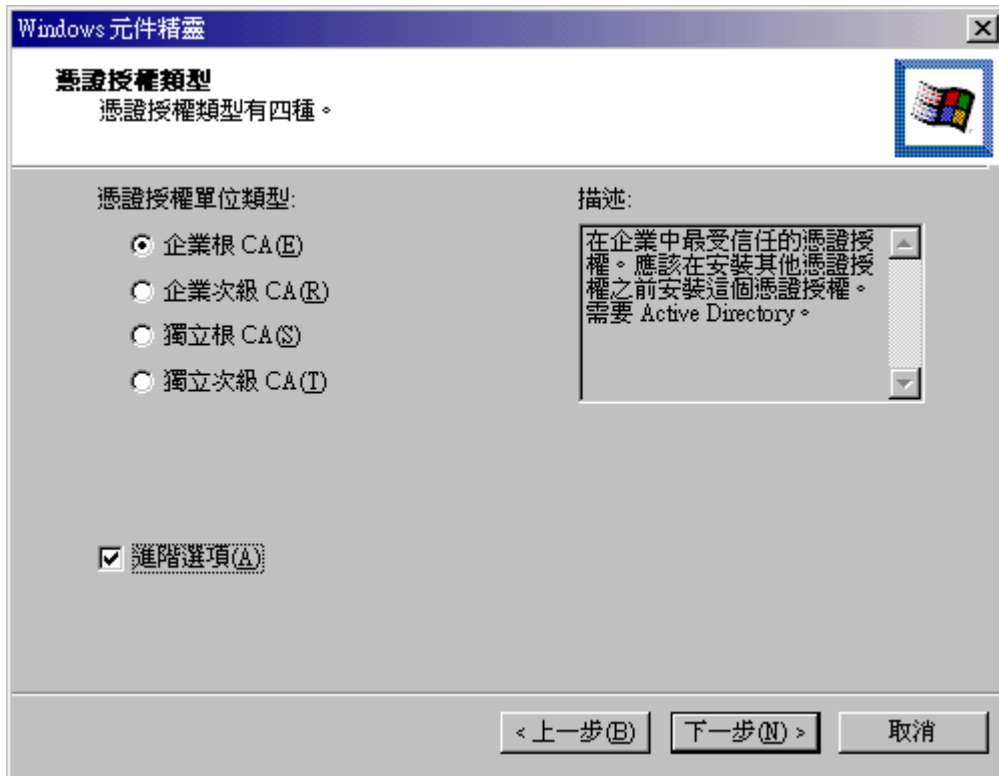 Windows 元件精靈
憑證授權類型
憑證授權類型有四種。
憑證授權單位類型:
企業根 CA(E)
企業次級 CA(R)
獨立根 CA(S)
獨立次級 CA(T)
描述:
在企業中最受信任的憑證授
權。應該在安裝其他憑證授
權之前安裝這個憑證授權。
需要 Active Directory。
進階選項(A)
<上一步(B)
下一步(N)>
取消